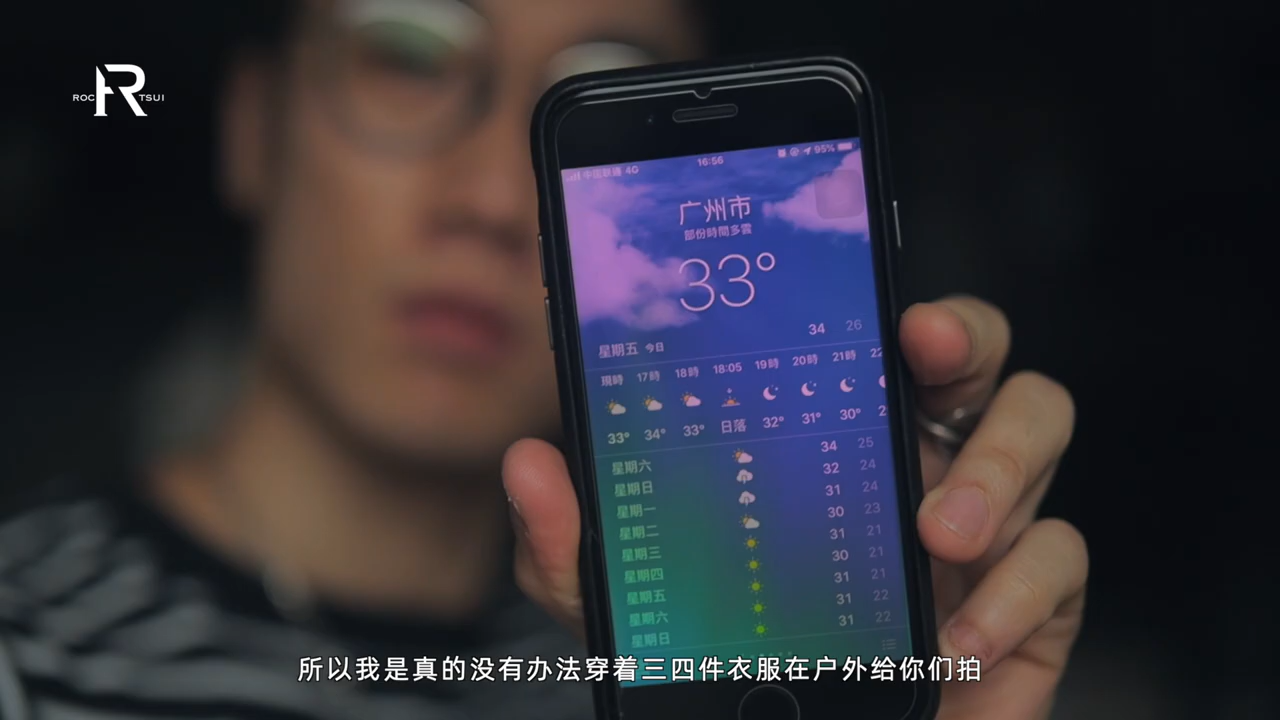 ROC R TSUI
中国联通 4G 16:56 95%
广州市
部份時間多雲
33°
星期五 今日 34 26
現時 17時 18時 18:05 19時 20時 21時 22
33° 34° 33° 日落 32° 31° 30° 2
星期六 34 25
星期日 32 24
星期一 31 24
星期二 30 23
星期三 31 21
星期四 30 21
星期五 31 21
星期六 31 22
星期日 31 22
所以我是真的没有办法穿着三四件衣服在户外给你们拍